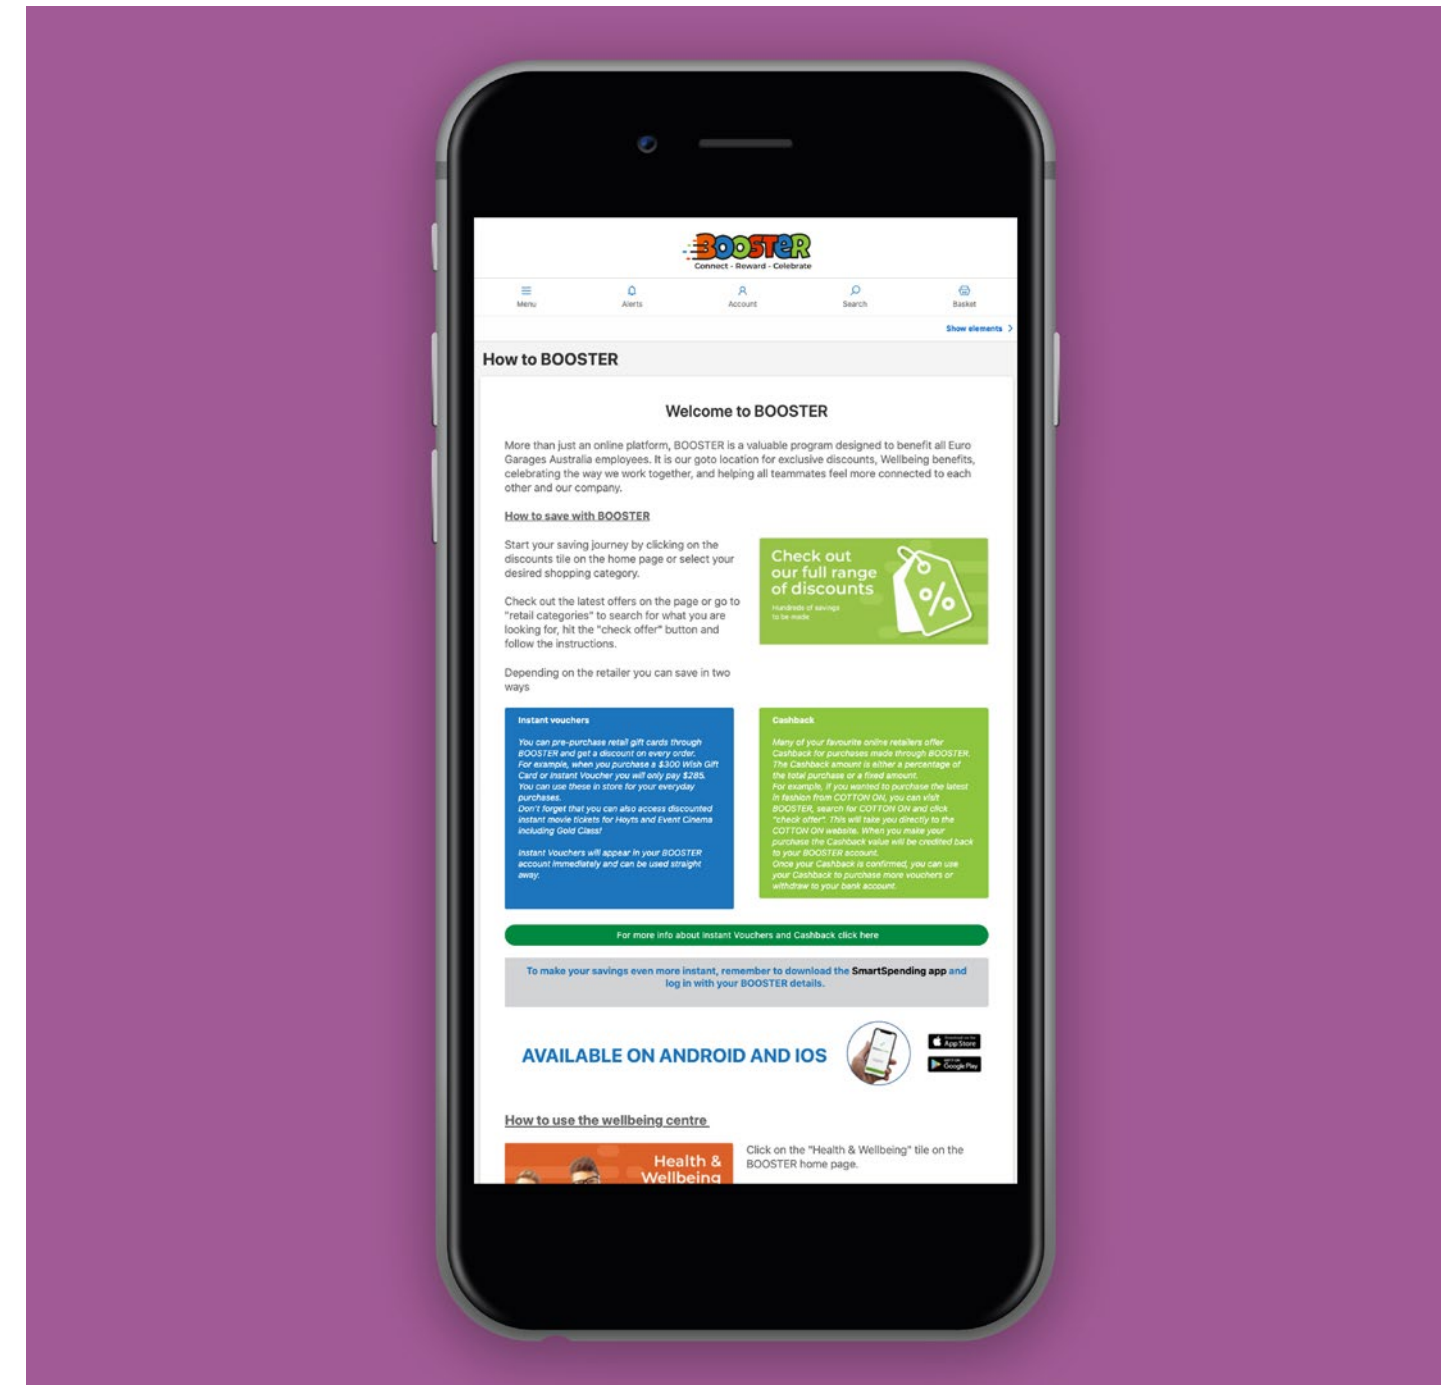 BOOSTER
Connect - Reward - Celebrate
Menu
Alerts
Account
Search
Basket
Show elements
How to BOOSTER
Welcome to BOOSTER
More than just an online platform, BOOSTER is a valuable program designed to benefit all Euro
Garages Australia employees. It is our goto location for exclusive discounts, Wellbeing benefits,
celebrating the way we work together, and helping all teammates feel more connected to each
other and our company.
How to save with BOOSTER
Start your saving journey by clicking on the
discounts tile on the home page or select your
desired shopping category.
Check out the latest offers on the page or go to
"retail categories" to search for what you are
looking for, hit the "check offer" button and
follow the instructions.
Depending on the retailer you can save in two
ways
Check out
our full range
of discounts
Hundreds of savings
to be made
%
Instant vouchers
You can pre-purchase retail gift cards through
BOOSTER and get a discount on every order.
For example, when you purchase a $300 Wish Gift
Card or Instant Voucher you will only pay $285.
You can use these in store for your everyday
purchases.
Don't forget that you can also access discounted
instant movie tickets for Hoyts and Event Cinema
including Gold Class!
Instant Vouchers will appear in your BOOSTER
account immediately and can be used straight
away.
Cashback
Many of your favourite online retailers offer
Cashback for purchases made through BOOSTER.
The Cashback amount is either a percentage of
the total purchase or a fixed amount.
For example, if you wanted to purchase the latest
in fashion from COTTON ON, you can visit
BOOSTER, search for COTTON ON and click
"check offer". This will take you directly to the
COTTON ON website. When you make your
purchase the Cashback value will be credited back
to your BOOSTER account.
Once your Cashback is confirmed, you can use
your Cashback to purchase more vouchers or
withdraw to your bank account.
For more info about Instant Vouchers and Cashback click here
To make your savings even more instant, remember to download the SmartSpending app and
log in with your BOOSTER details.
AVAILABLE ON ANDROID AND IOS
Download on the
App Store
GET IT ON
Google Play
How to use the wellbeing centre
Health &
Wellbeing
Click on the "Health & Wellbeing" tile on the
BOOSTER home page.